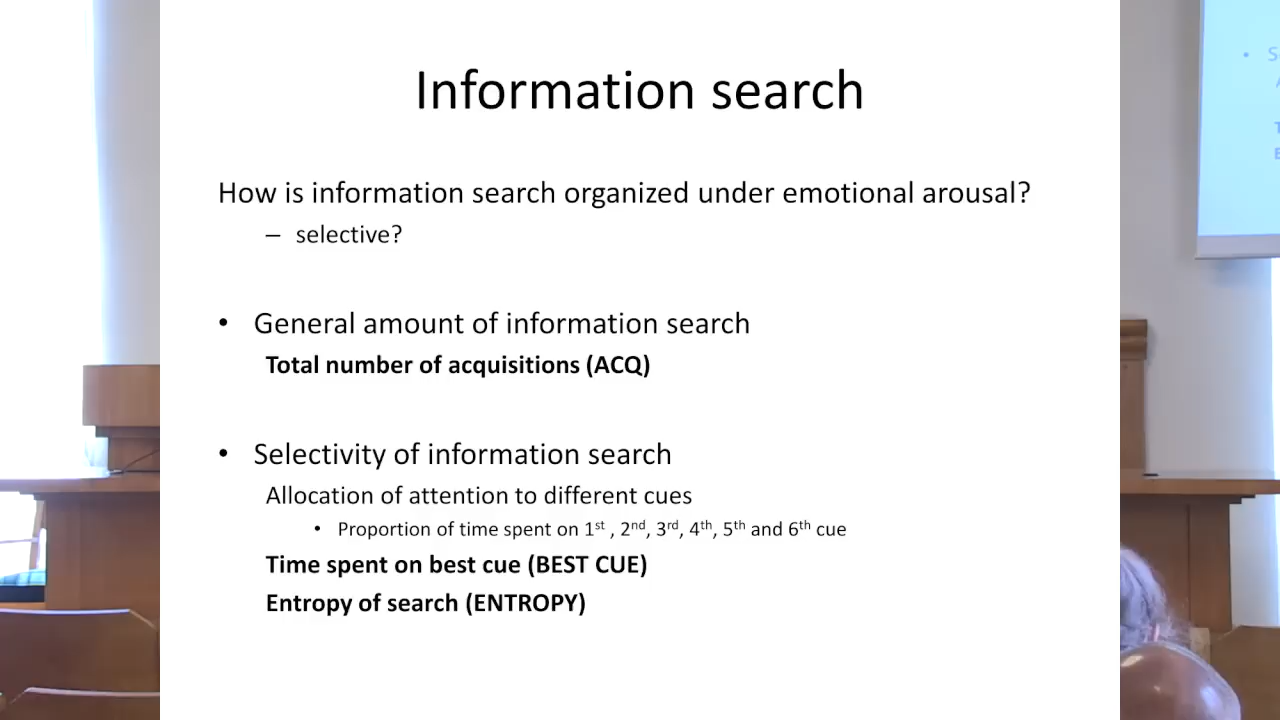 Information search
How is information search organized under emotional arousal?
– selective?
• General amount of information search
Total number of acquisitions (ACQ)
• Selectivity of information search
Allocation of attention to different cues
• Proportion of time spent on 1st , 2nd, 3rd, 4th, 5th and 6th cue
Time spent on best cue (BEST CUE)
Entropy of search (ENTROPY)